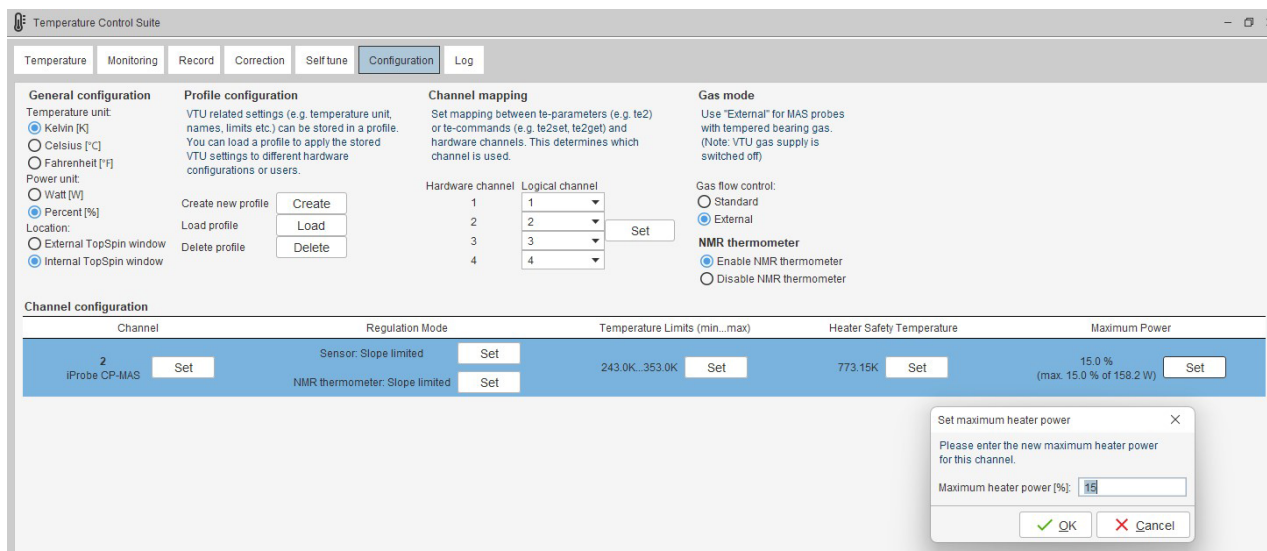 Temperature Control Suite
Temperature Monitoring Record Correction Self tune Configuration Log
General configuration
Temperature unit:
Kelvin [K]
Celsius [°C]
Fahrenheit [°F]
Power unit:
Watt [W]
Percent [%]
Location:
External TopSpin window
Internal TopSpin window
Profile configuration
VTU related settings (e.g. temperature unit,
names, limits etc.) can be stored in a profile.
You can load a profile to apply the stored
VTU settings to different hardware
configurations or users.
Create new profile Create
Load profile Load
Delete profile Delete
Channel mapping
Set mapping between te-parameters (e.g. te2)
or te-commands (e.g. te2set, te2get) and
hardware channels. This determines which
channel is used.
Hardware channel Logical channel
1 1
2 2
Set
3 3
4 4
Gas mode
Use "External" for MAS probes
with tempered bearing gas.
(Note: VTU gas supply is
switched off)
Gas flow control:
Standard
External
NMR thermometer
Enable NMR thermometer
Disable NMR thermometer
Channel configuration
Channel Regulation Mode Temperature Limits (min...max) Heater Safety Temperature Maximum Power
2
iProbe CP-MAS Set
Sensor: Slope limited Set
NMR thermometer: Slope limited Set
243.0K...353.0K Set
773.15K Set
15.0 %
(max. 15.0 % of 158.2 W) Set
Set maximum heater power
Please enter the new maximum heater power
for this channel.
Maximum heater power [%]: 15
OK Cancel